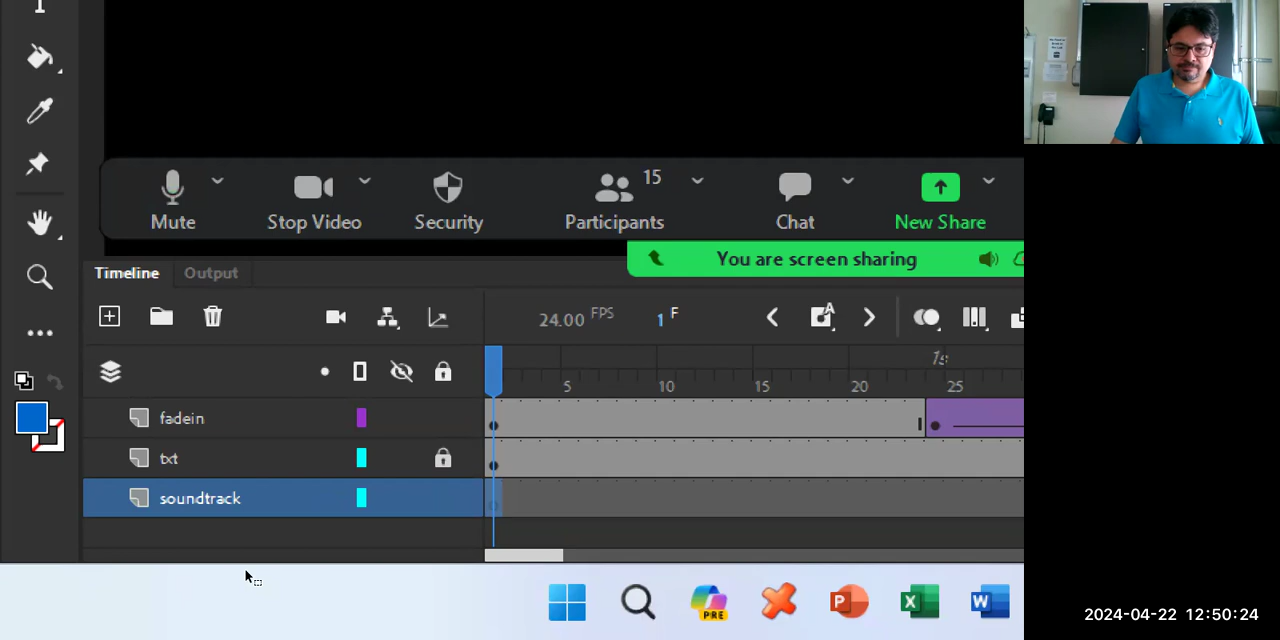 15
Mute
Stop Video
Security
Participants
Chat
New Share
You are screen sharing
Timeline
Output
24.00 FPS
1 F
1s
5
10
15
20
25
fadein
txt
soundtrack
PRE
2024-04-22 12:50:24